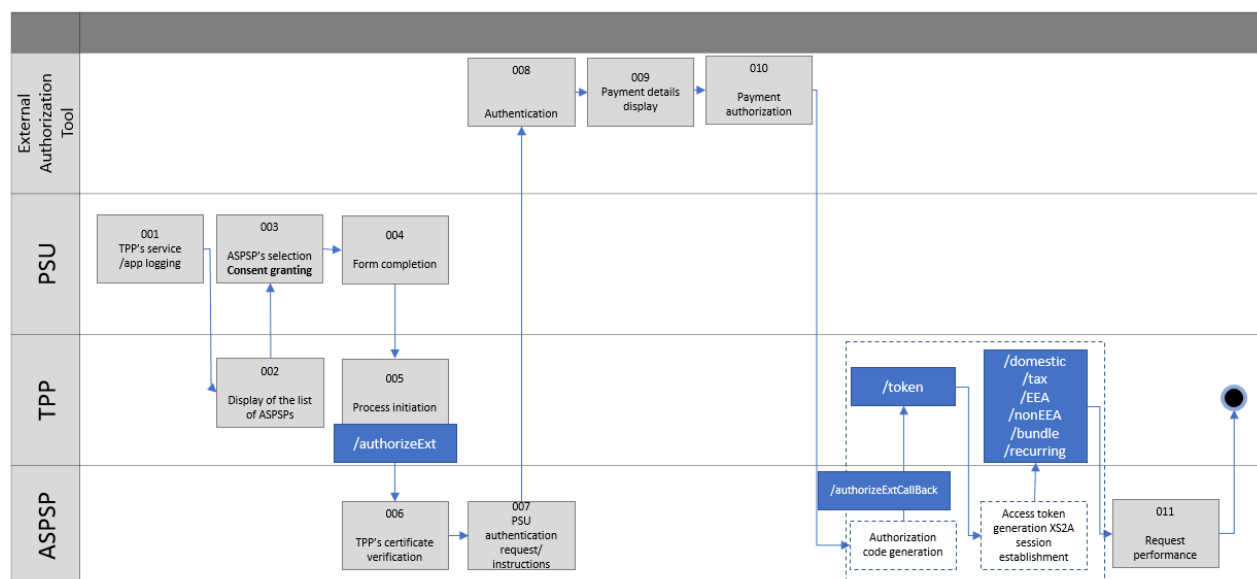 External
Authorization
Tool
008
Authentication
009
Payment details
display
010
Payment
authorization
PSU
001
TPP's service
/app logging
003
ASPSP's selection
Consent granting
004
Form completion
TPP
002
Display of the list
of ASPSPs
005
Process initiation
/authorizeExt
/token
/domestic
/tax
/EEA
/nonEEA
/bundle
/recurring
ASPSP
006
TPP's certificate
verification
007
PSU
authentication
request/
instructions
/authorizeExtCallBack
Authorization
code generation
Access token
generation XS2A
session
establishment
011
Request
performance